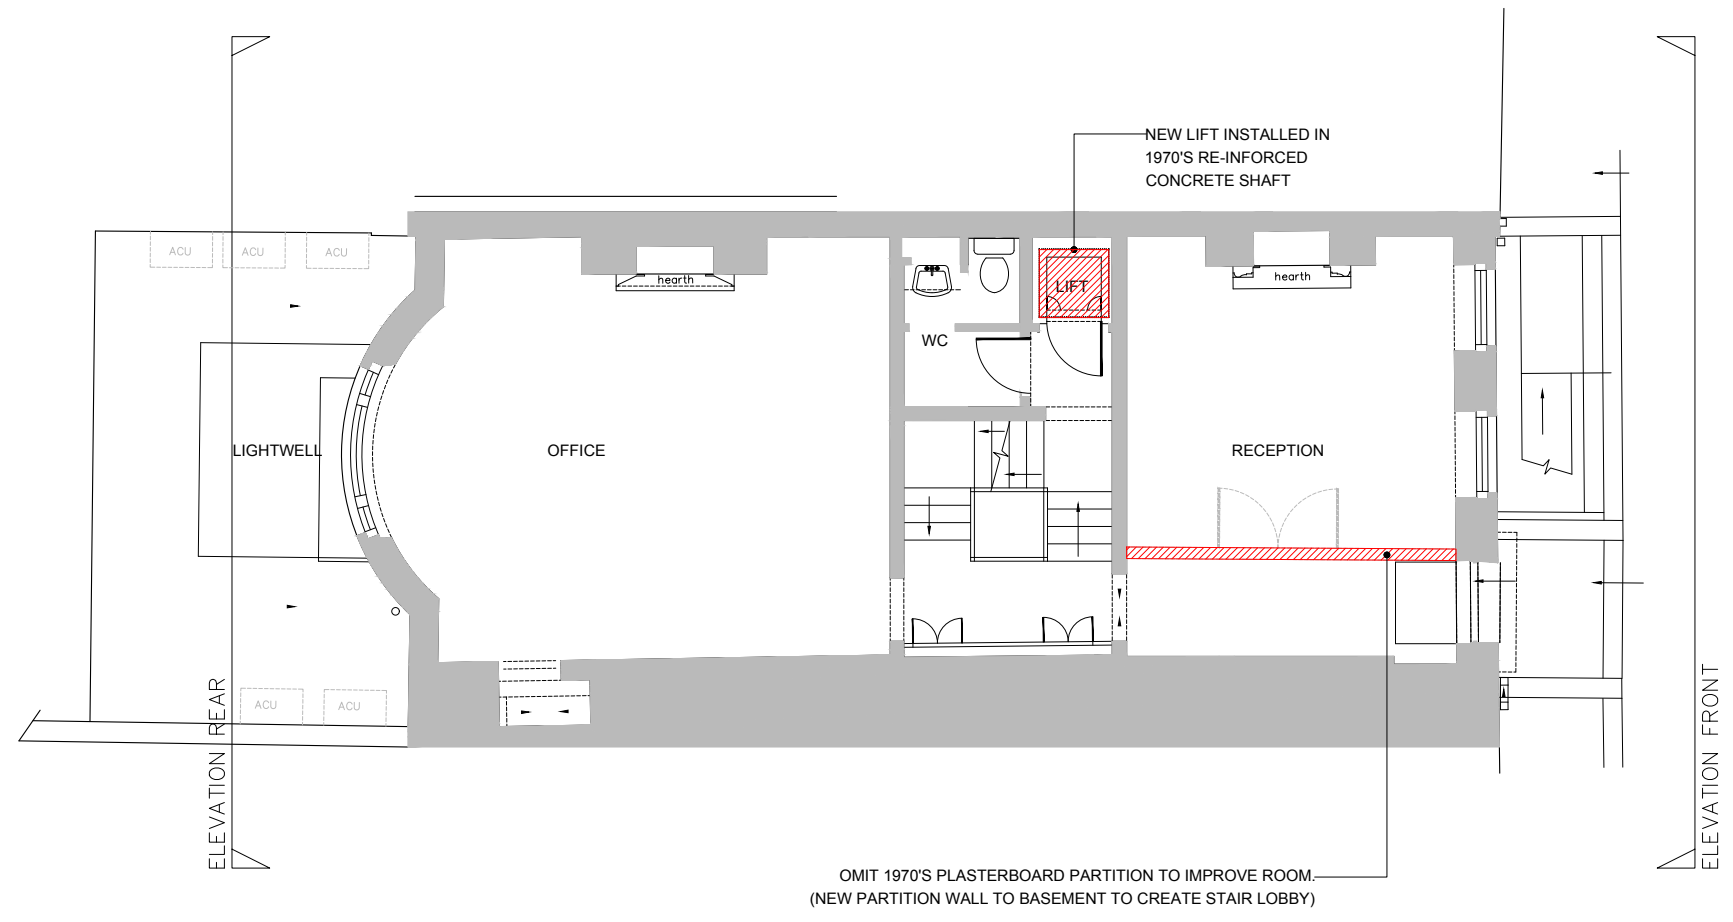 NEW LIFT INSTALLED IN
1970'S RE-INFORCED
CONCRETE SHAFT
ACU
ACU
ACU
hearth
hearth
LIFT
WC
LIGHTWELL
OFFICE
RECEPTION
ACU
ACU
ELEVATION REAR
ELEVATION FRONT
OMIT 1970'S PLASTERBOARD PARTITION TO IMPROVE ROOM.
(NEW PARTITION WALL TO BASEMENT TO CREATE STAIR LOBBY)